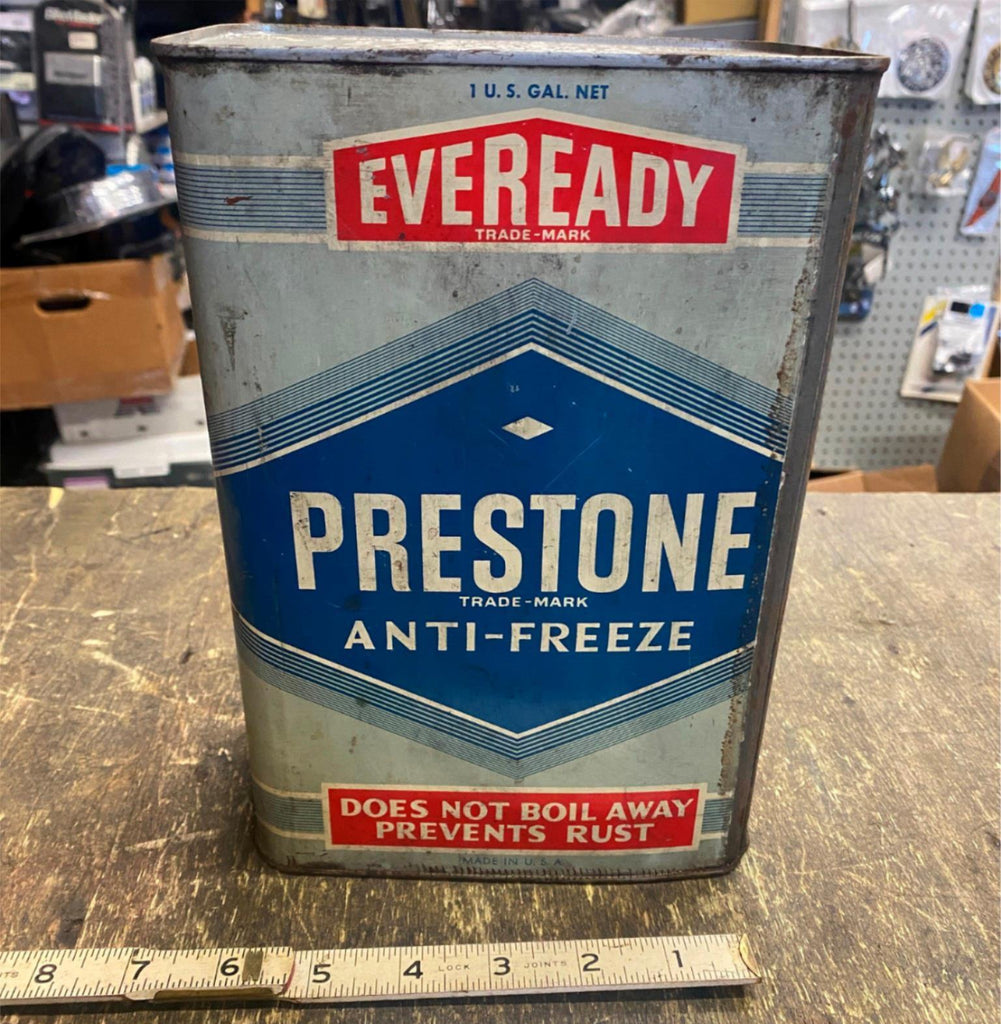 1 U. S. GAL. NET
EVEREADY
TRADE-MARK
PRESTONE
TRADE-MARK
ANTI-FREEZE
DOES NOT BOIL AWAY
PREVENTS RUST
MADE IN U. S. A.
8 7 6 5 4 LOCK 3 JOINTS 2 1